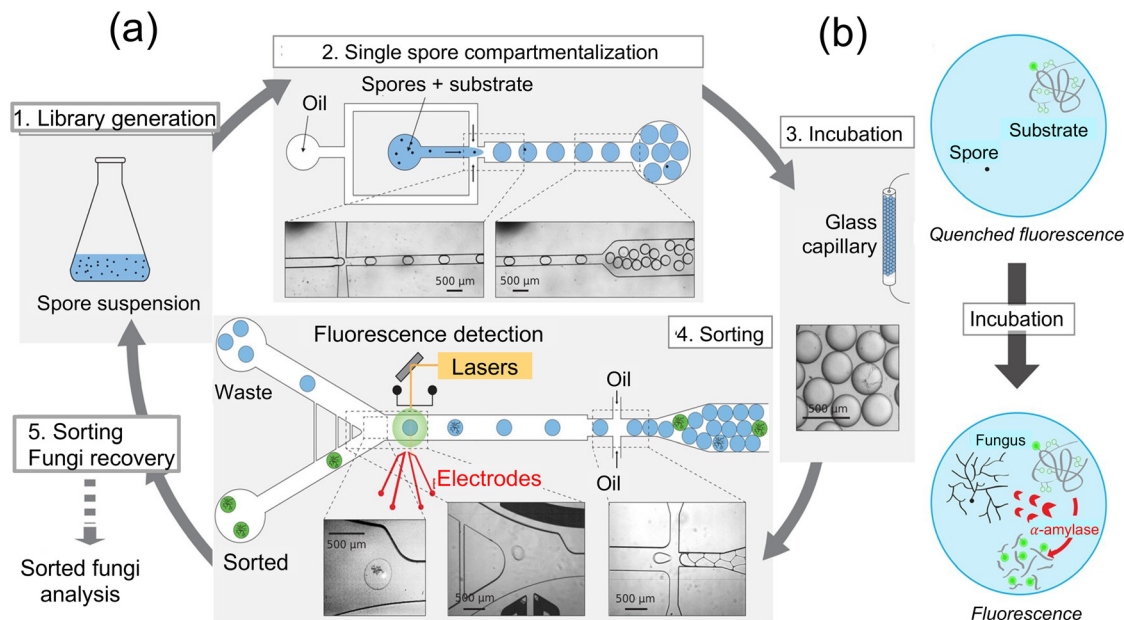 (a)
1. Library generation
Spore suspension
2. Single spore compartmentalization
Spores + substrate
Oil
500 μm
500 μm
3. Incubation
Glass
capillary
500 μm
4. Sorting
Fluorescence detection
Lasers
Waste
Oil
Oil
Electrodes
Sorted
500 μm
500 μm
500 μm
5. Sorting
Fungi recovery
Sorted fungi
analysis
(b)
Substrate
Spore
Quenched fluorescence
Incubation
Fungus
α-amylase
Fluorescence